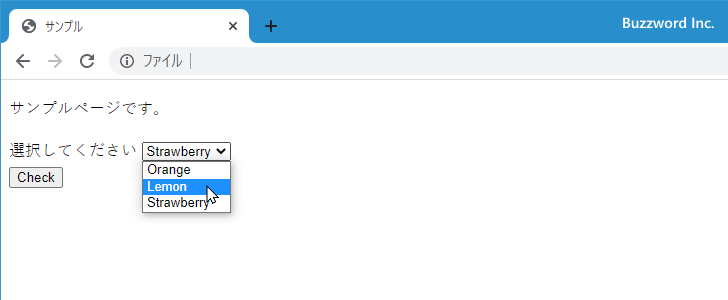 サンプル
Buzzword Inc.
ファイル
サンプルページです。
選択してください Strawberry
Orange
Check
Lemon
Strawberry